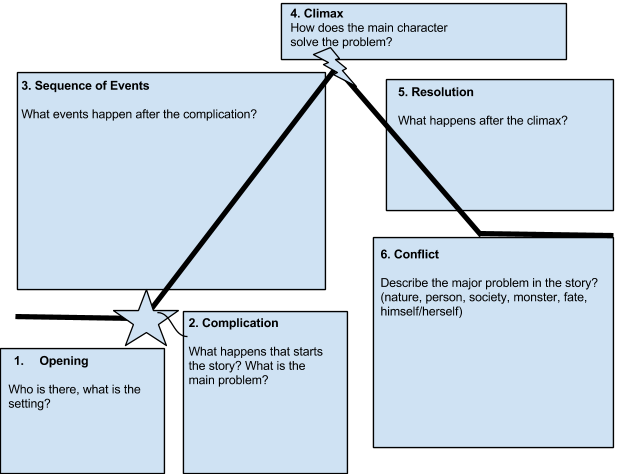 4. Climax
How does the main character
solve the problem?
3. Sequence of Events
What events happen after the complication?
5. Resolution
What happens after the climax?
6. Conflict
Describe the major problem in the story?
(nature, person, society, monster, fate,
himself/herself)
2. Complication
What happens that starts
the story? What is the
main problem?
1. Opening
Who is there, what is the
setting?